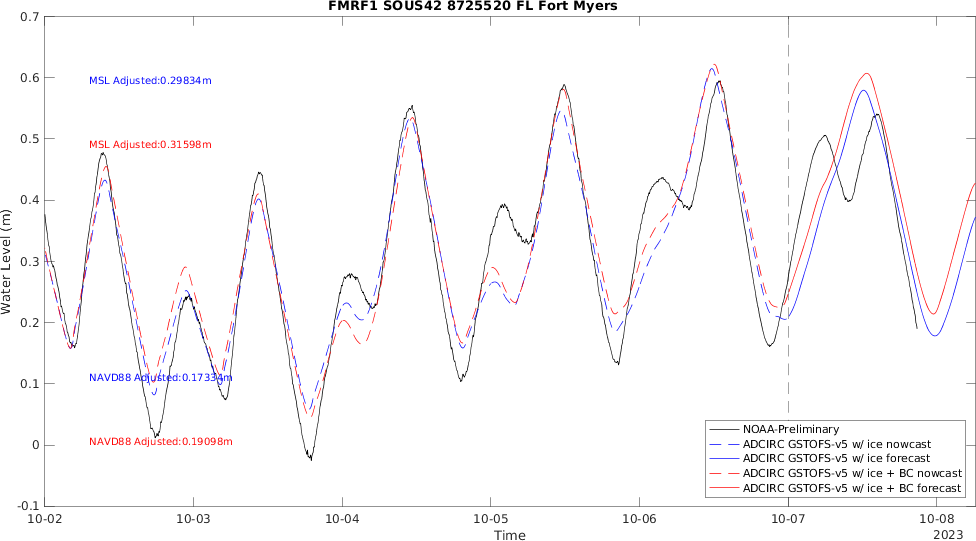 FMRF1 SOUS42 8725520 FL Fort Myers
0.7
0.6
0.5
0.4
0.3
0.2
0.1
0
-0.1
Water Level (m)
MSL Adjusted:0.29834m
MSL Adjusted:0.31598m
NAVD88 Adjusted:0.17334m
NAVD88 Adjusted:0.19098m
NOAA-Preliminary
ADCIRC GSTOFS-v5 w/ ice nowcast
ADCIRC GSTOFS-v5 w/ ice forecast
ADCIRC GSTOFS-v5 w/ ice + BC nowcast
ADCIRC GSTOFS-v5 w/ ice + BC forecast
10-02 10-03 10-04 10-05 10-06 10-07 10-08
Time
2023